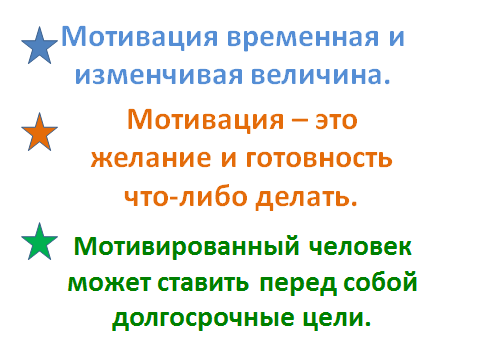 Мотивация временная и
изменчивая величина.
Мотивация – это
желание и готовность
что-либо делать.
Мотивированный человек
может ставить перед собой
долгосрочные цели.